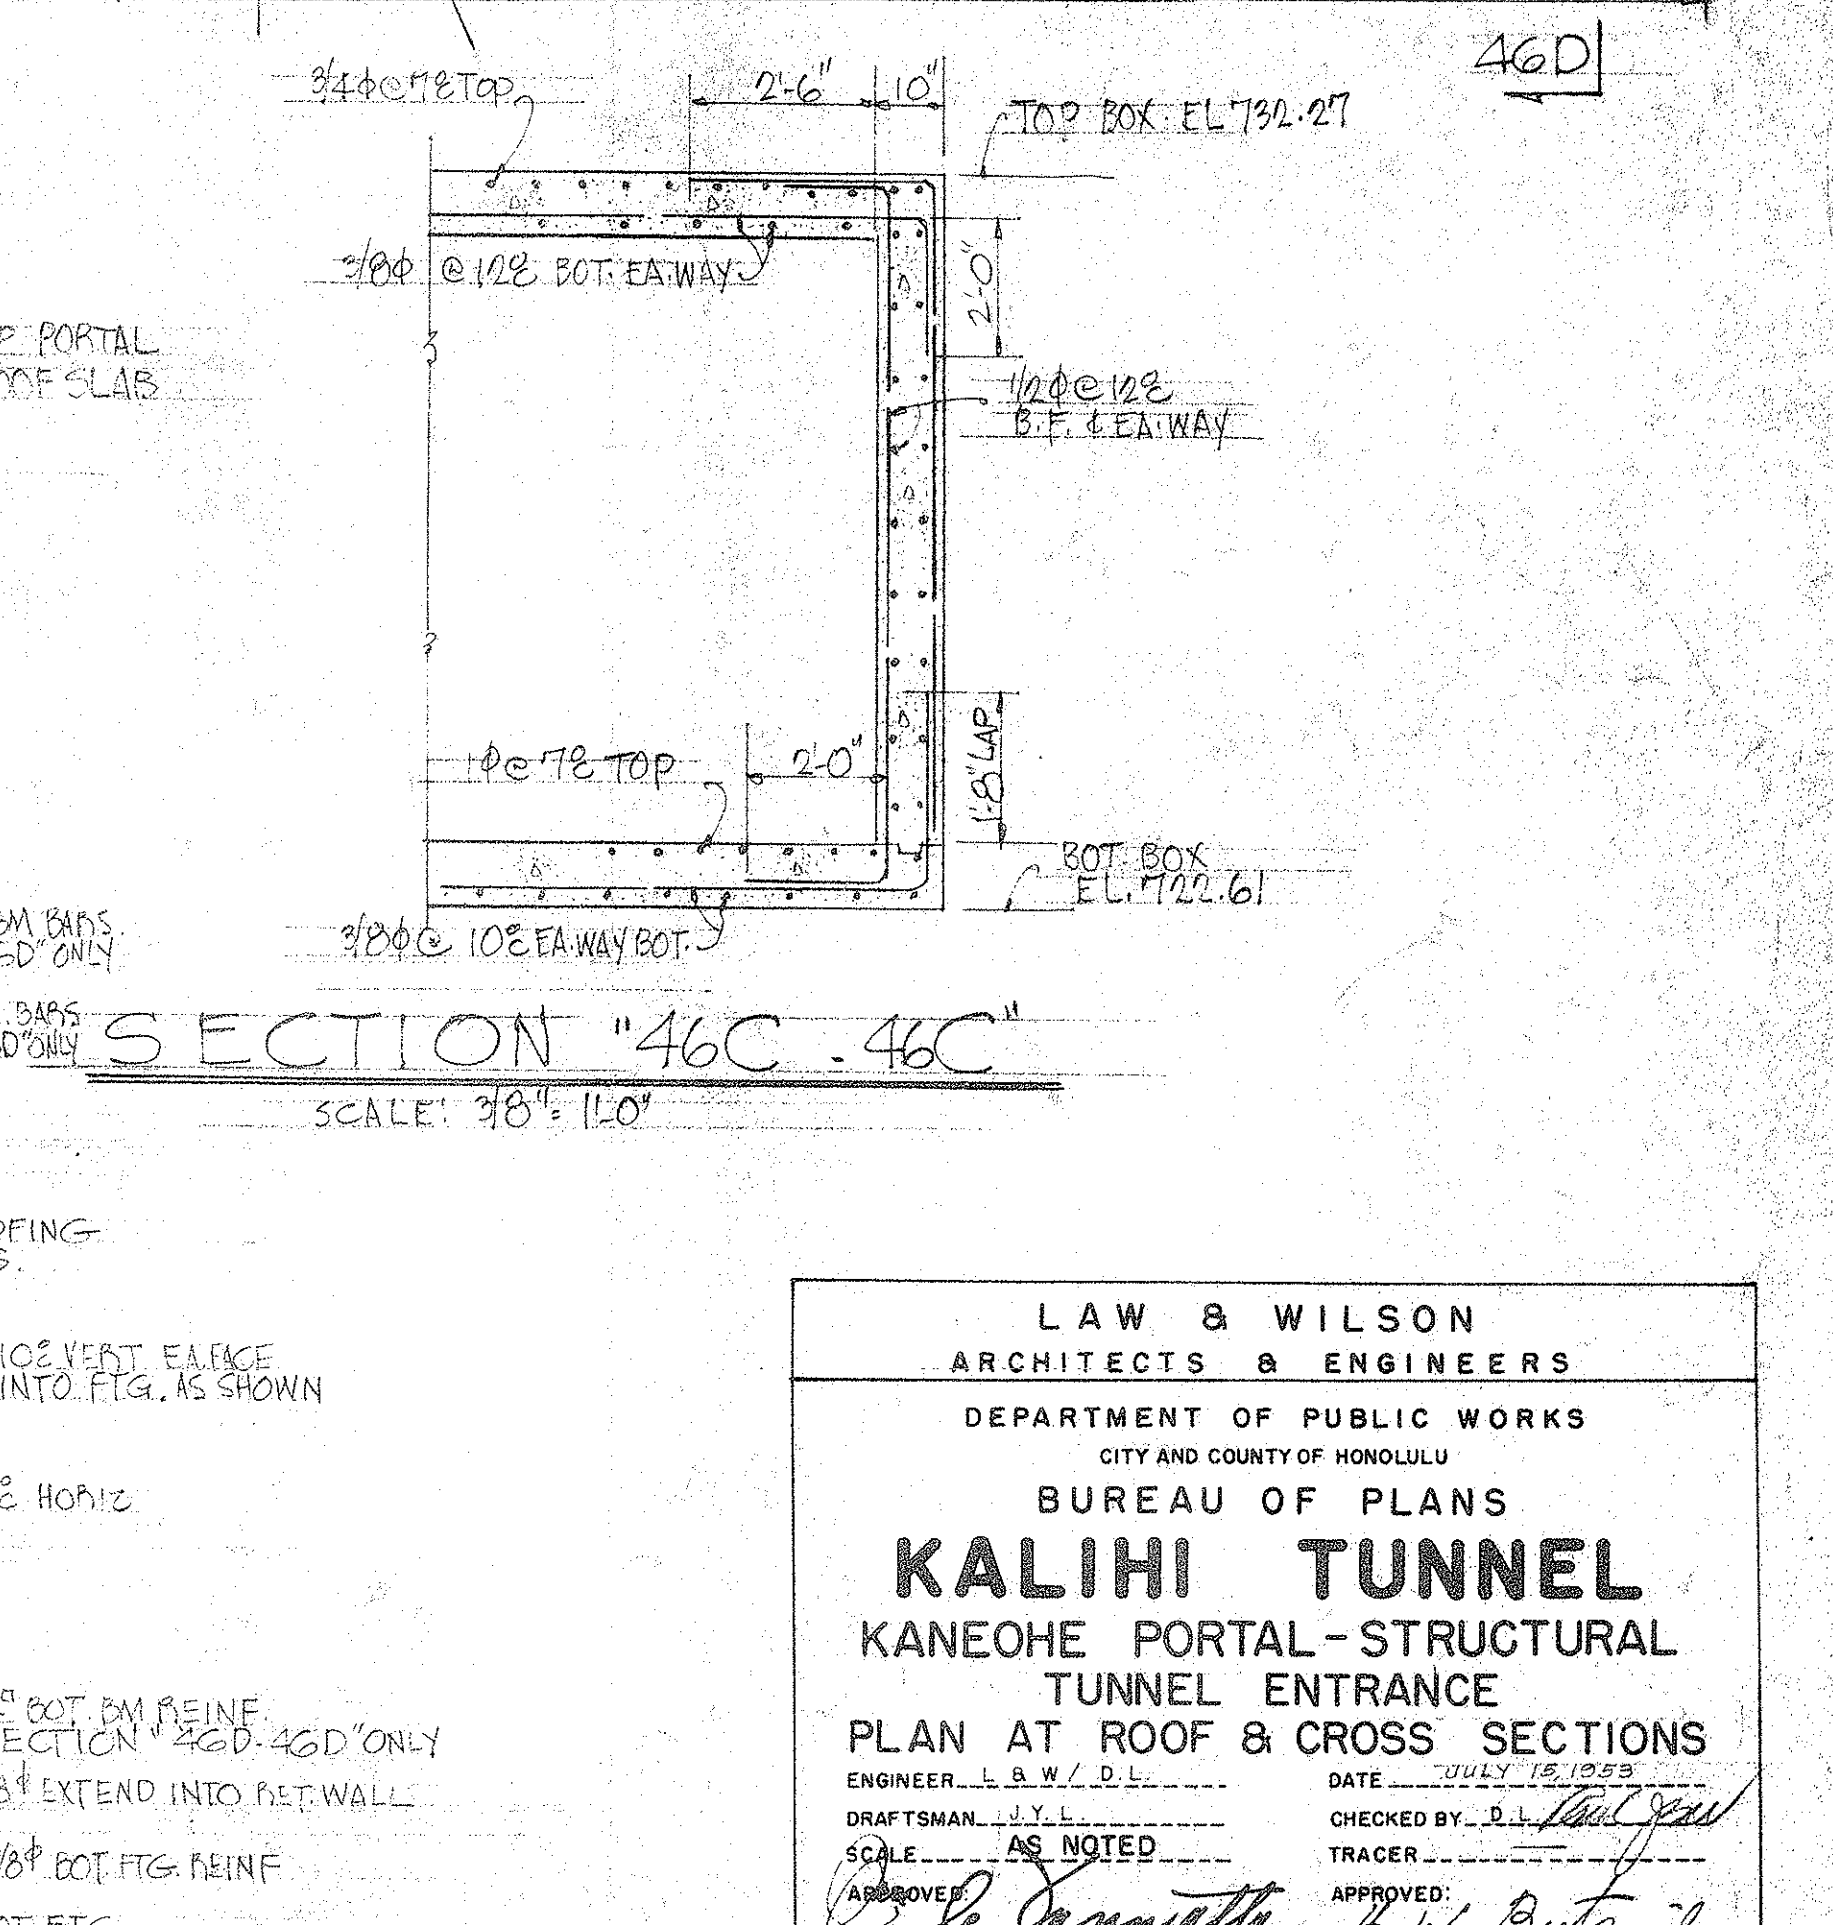 46D
3/4φ@7℄ TOP
2'-6"
10"
TOP BOX EL 732.27
3/8φ @ 12℄ BOT. EA. WAY
2'-0"
PORTAL
SLAB
1/2φ@12℄
B.F. & EA. WAY
1φ@7℄ TOP
2'-0"
1'-8" LAP
BOT. BOX
EL. 722.61
3/8φ@ 10℄ EA. WAY BOT.
BM BARS.
ONLY
BARS
ONLY
SECTION "46C - 46C"
SCALE: 3/8" = 1'-0"
10℄ VERT EA. FACE
INTO FTG. AS SHOWN
℄ HORIZ
BOT. BM REINF.
SECTION "46D-46D" ONLY
EXTEND INTO RET. WALL
BOT. FTG. REINF
LAW & WILSON
ARCHITECTS & ENGINEERS
DEPARTMENT OF PUBLIC WORKS
CITY AND COUNTY OF HONOLULU
BUREAU OF PLANS
KALIHI TUNNEL
KANEOHE PORTAL-STRUCTURAL
TUNNEL ENTRANCE
PLAN AT ROOF & CROSS SECTIONS
ENGINEER L & W / D.L.
DATE JULY 15, 1953
DRAFTSMAN J.Y.L.
CHECKED BY D.L.
SCALE AS NOTED
TRACER
APPROVED:
APPROVED: